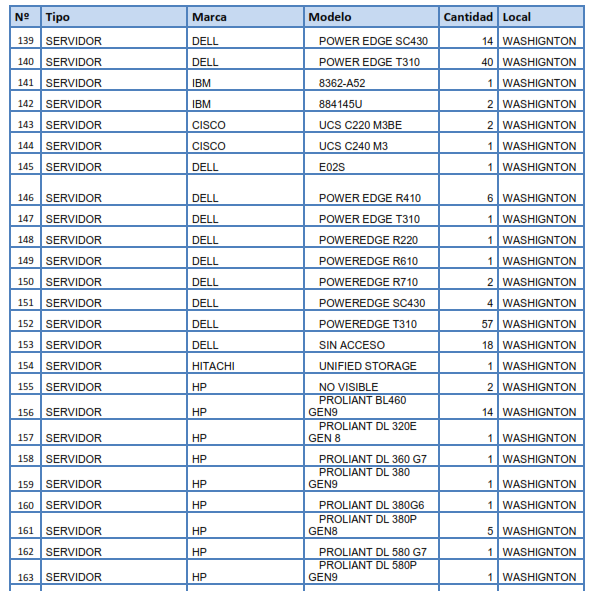 Nº Tipo Marca Modelo Cantidad Local
139 SERVIDOR DELL POWER EDGE SC430 14 WASHIGNTON
140 SERVIDOR DELL POWER EDGE T310 40 WASHIGNTON
141 SERVIDOR IBM 8362-A52 1 WASHIGNTON
142 SERVIDOR IBM 884145U 2 WASHIGNTON
143 SERVIDOR CISCO UCS C220 M3BE 2 WASHIGNTON
144 SERVIDOR CISCO UCS C240 M3 1 WASHIGNTON
145 SERVIDOR DELL E02S 1 WASHIGNTON
146 SERVIDOR DELL POWER EDGE R410 6 WASHIGNTON
147 SERVIDOR DELL POWER EDGE T310 1 WASHIGNTON
148 SERVIDOR DELL POWEREDGE R220 1 WASHIGNTON
149 SERVIDOR DELL POWEREDGE R610 1 WASHIGNTON
150 SERVIDOR DELL POWEREDGE R710 2 WASHIGNTON
151 SERVIDOR DELL POWEREDGE SC430 4 WASHIGNTON
152 SERVIDOR DELL POWEREDGE T310 57 WASHIGNTON
153 SERVIDOR DELL SIN ACCESO 18 WASHIGNTON
154 SERVIDOR HITACHI UNIFIED STORAGE 1 WASHIGNTON
155 SERVIDOR HP NO VISIBLE 2 WASHIGNTON
PROLIANT BL460
156 SERVIDOR HP GEN9 14 WASHIGNTON
PROLIANT DL 320E
157 SERVIDOR HP GEN 8 1 WASHIGNTON
158 SERVIDOR HP PROLIANT DL 360 G7 1 WASHIGNTON
PROLIANT DL 380
159 SERVIDOR HP GEN9 1 WASHIGNTON
160 SERVIDOR HP PROLIANT DL 380G6 1 WASHIGNTON
PROLIANT DL 380P
161 SERVIDOR HP GEN8 5 WASHIGNTON
162 SERVIDOR HP PROLIANT DL 580 G7 1 WASHIGNTON
PROLIANT DL 580P
163 SERVIDOR HP GEN9 1 WASHIGNTON